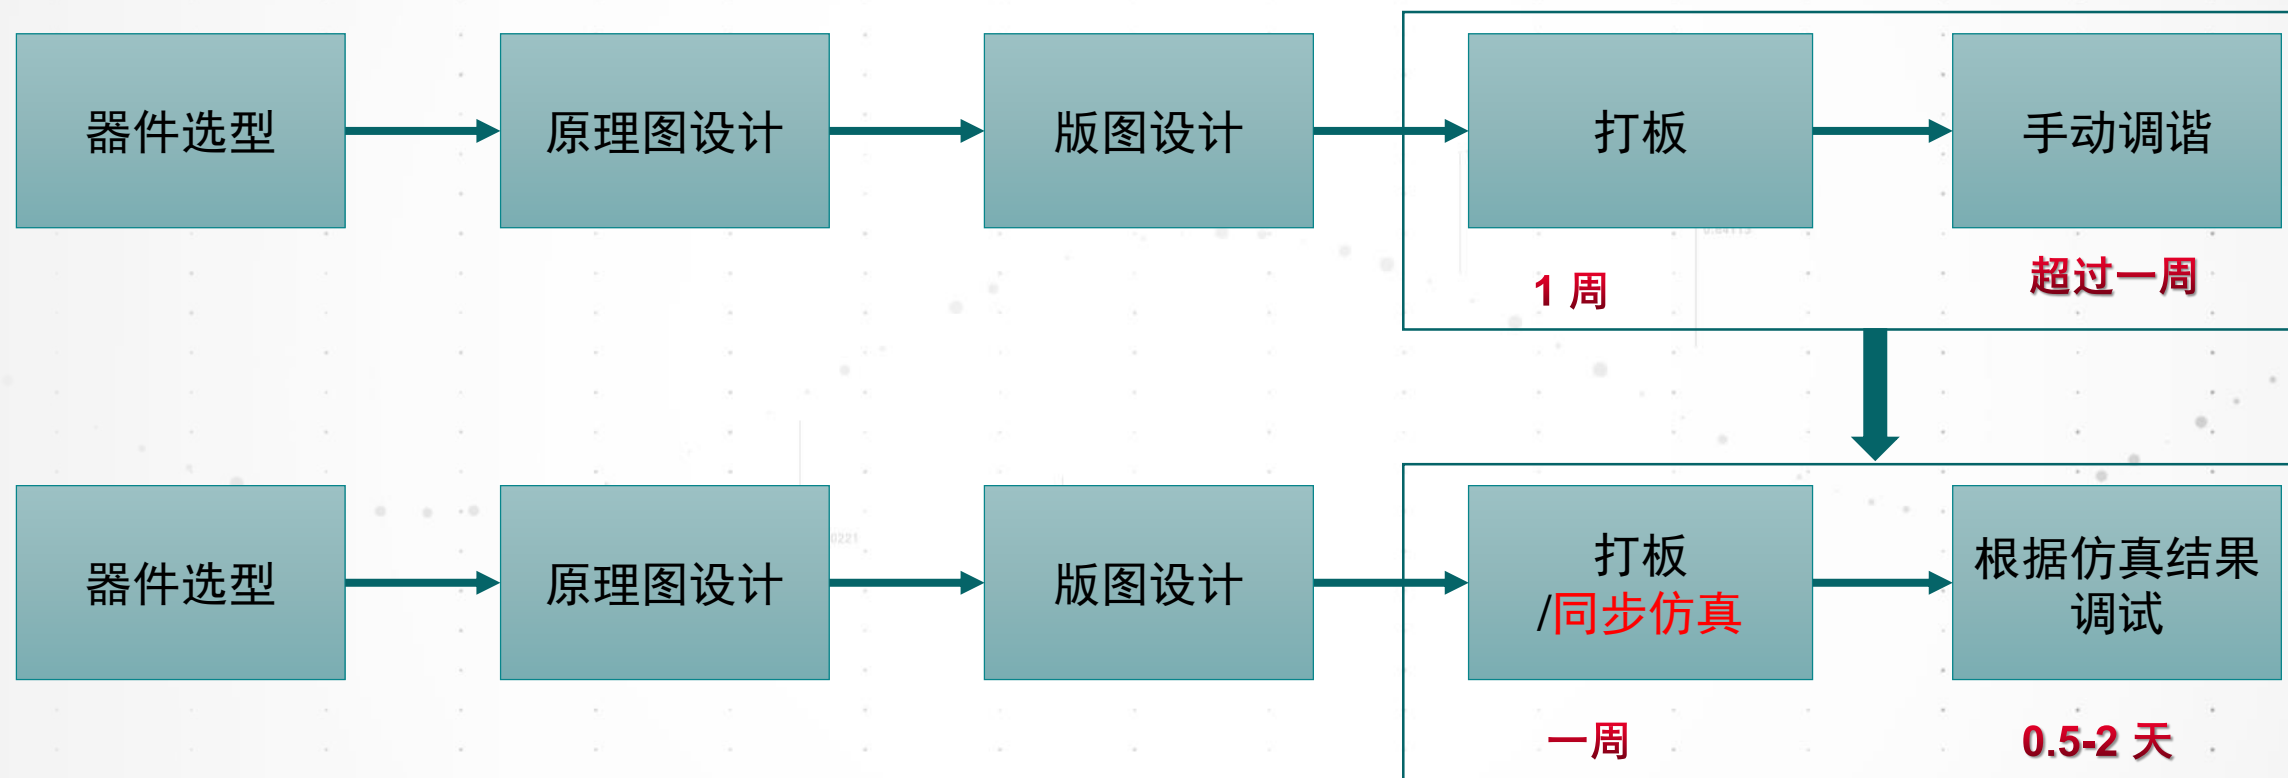 器件选型
原理图设计
版图设计
打板
手动调谐
0.84113
1 周
超过一周
0221
器件选型
原理图设计
版图设计
打板
/同步仿真
根据仿真结果
调试
一周
0.5-2 天